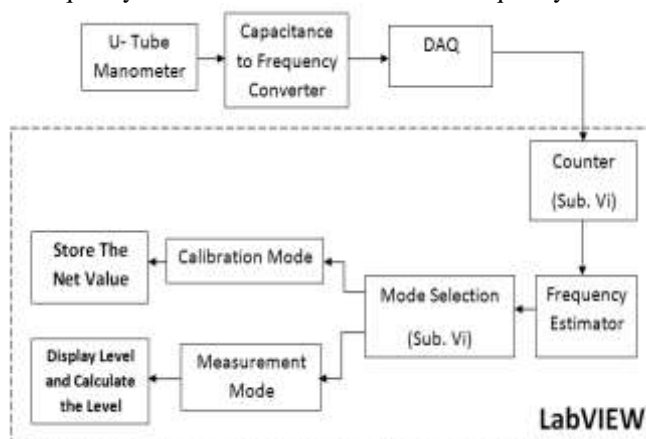 U- Tube
Manometer
Capacitance
to Frequency
Converter
DAQ
Counter
(Sub. Vi)
Frequency
Estimator
Mode Selection
(Sub. Vi)
Calibration Mode
Store The
Net Value
Measurement
Mode
Display Level
and Calculate
the Level
LabVIEW